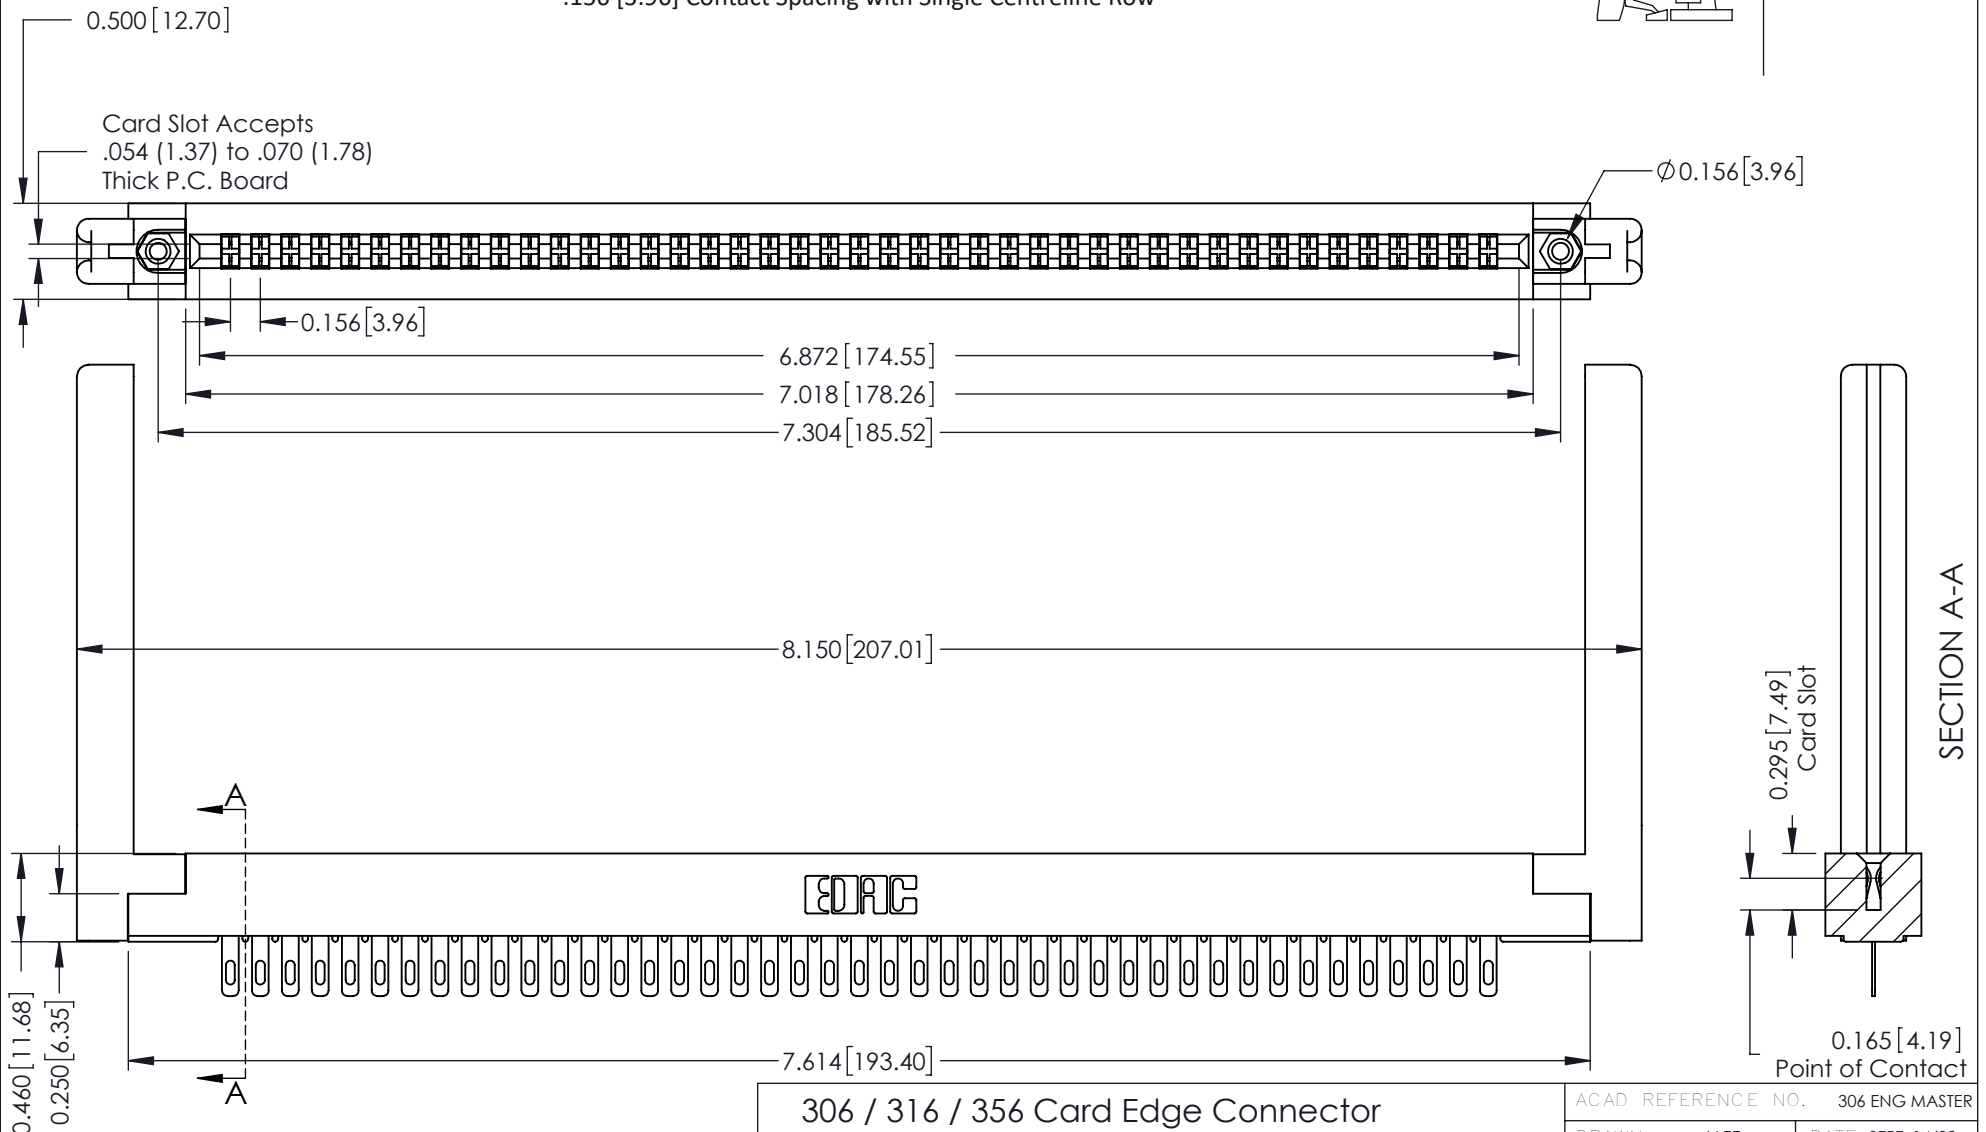 .156 [3.96] Contact Spacing with Single Centreline Row
0.500[12.70]
Card Slot Accepts
.054 (1.37) to .070 (1.78)
Thick P.C. Board
Ø0.156[3.96]
0.156[3.96]
6.872[174.55]
7.018[178.26]
7.304[185.52]
8.150[207.01]
SECTION A-A
0.295[7.49]
Card Slot
A
EDAC
0.460[11.68]
0.250[6.35]
7.614[193.40]
A
0.165[4.19]
Point of Contact
306 / 316 / 356 Card Edge Connector
ACAD REFERENCE NO. 306 ENG MASTER